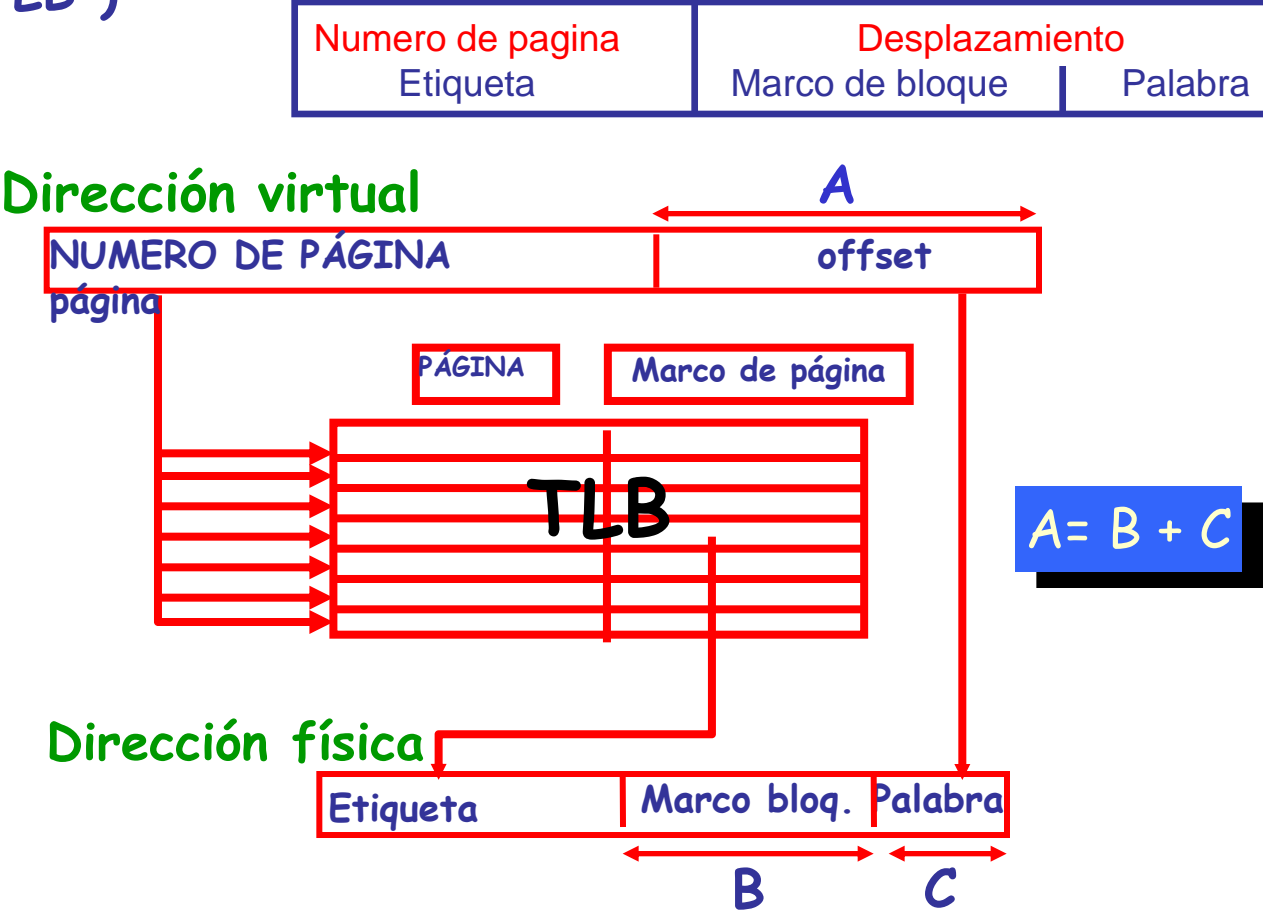 LB )
Numero de pagina Desplazamiento
Etiqueta Marco de bloque Palabra
Dirección virtual A
NUMERO DE PÁGINA offset
página
PÁGINA Marco de página
TLB
A= B + C
Dirección física
Etiqueta Marco bloq. Palabra
B C